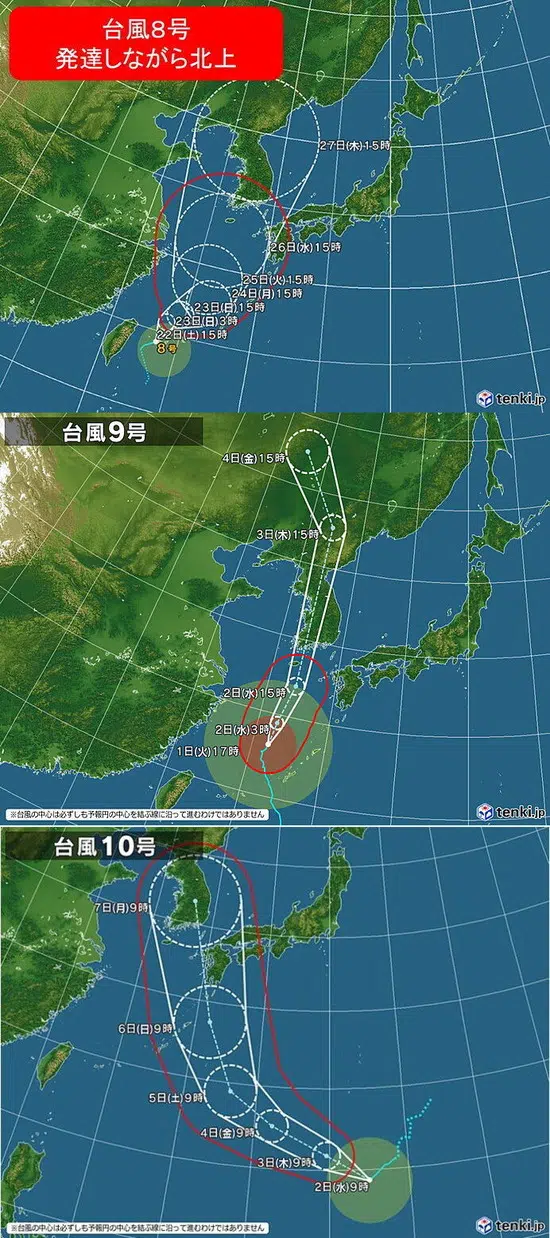 台風8号
発達しながら北上
27日(木)15時
26日(水)15時
25日(火)15時
24日(月)15時
23日(日)15時
23日(日)3時
22日(土)15時
8号
tenki.jp
台風9号
4日(金)15時
3日(木)15時
2日(水)15時
2日(水)3時
1日(火)17時
※台風の中心は必ずしも予報円の中心を結ぶ線に沿って進むわけではありません
tenki.jp
台風10号
7日(月)9時
6日(日)9時
5日(土)9時
4日(金)9時
3日(木)9時
2日(水)9時
※台風の中心は必ずしも予報円の中心を結ぶ線に沿って進むわけではありません
tenki.jp